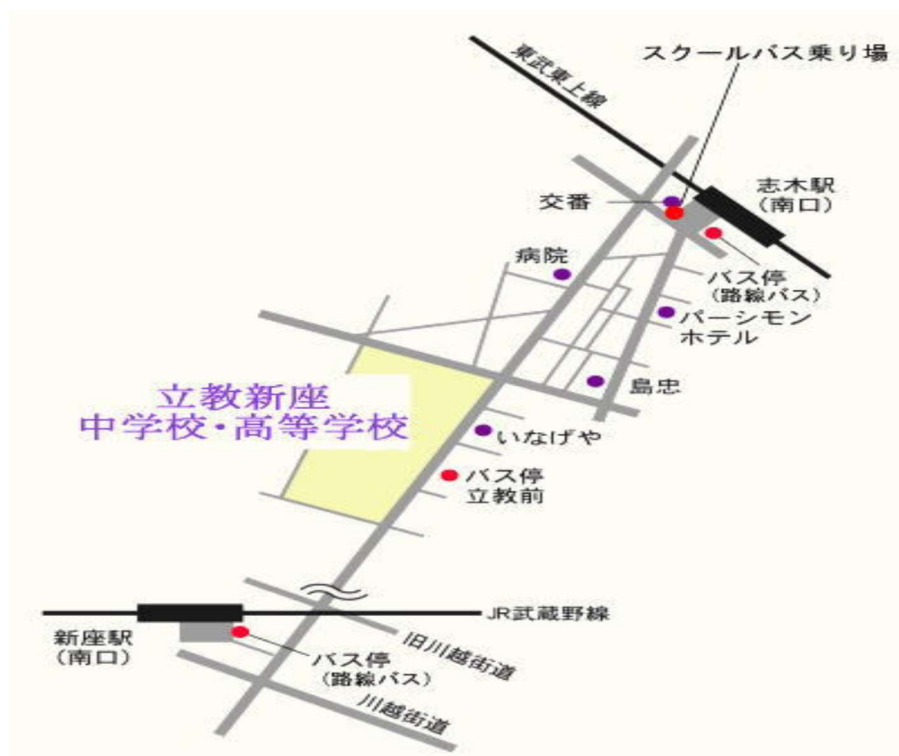 東武東上線
スクールバス乗り場
志木駅
(南口)
交番
病院
バス停
(路線バス)
パーシモン
ホテル
立教新座
中学校・高等学校
島忠
いなげや
バス停
立教前
JR武蔵野線
新座駅
(南口)
旧川越街道
バス停
(路線バス)
川越街道